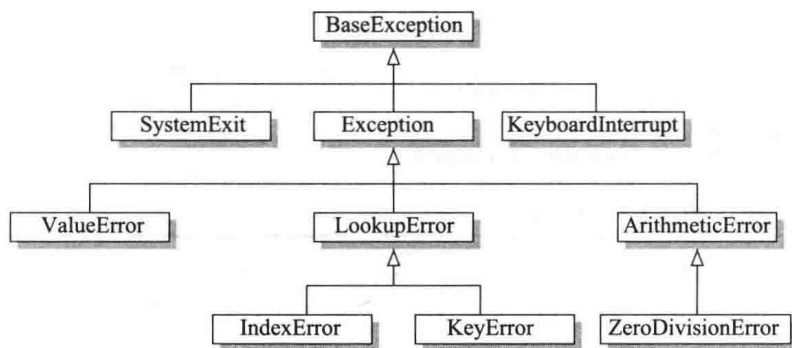 BaseException
SystemExit
Exception
KeyboardInterrupt
ValueError
LookupError
ArithmeticError
IndexError
KeyError
ZeroDivisionError